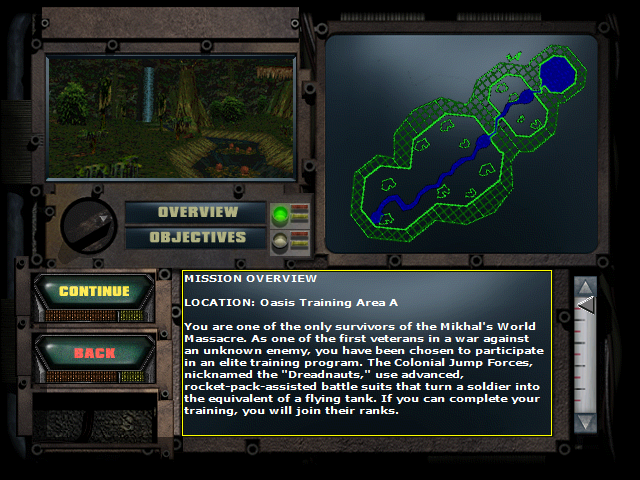 OVERVIEW
OBJECTIVES
CONTINUE
BACK
MISSION OVERVIEW
LOCATION: Oasis Training Area A
You are one of the only survivors of the Mikhal's World
Massacre. As one of the first veterans in a war against
an unknown enemy, you have been chosen to participate
in an elite training program. The Colonial Jump Forces,
nicknamed the "Dreadnauts," use advanced,
rocket-pack-assisted battle suits that turn a soldier into
the equivalent of a flying tank. If you can complete your
training, you will join their ranks.